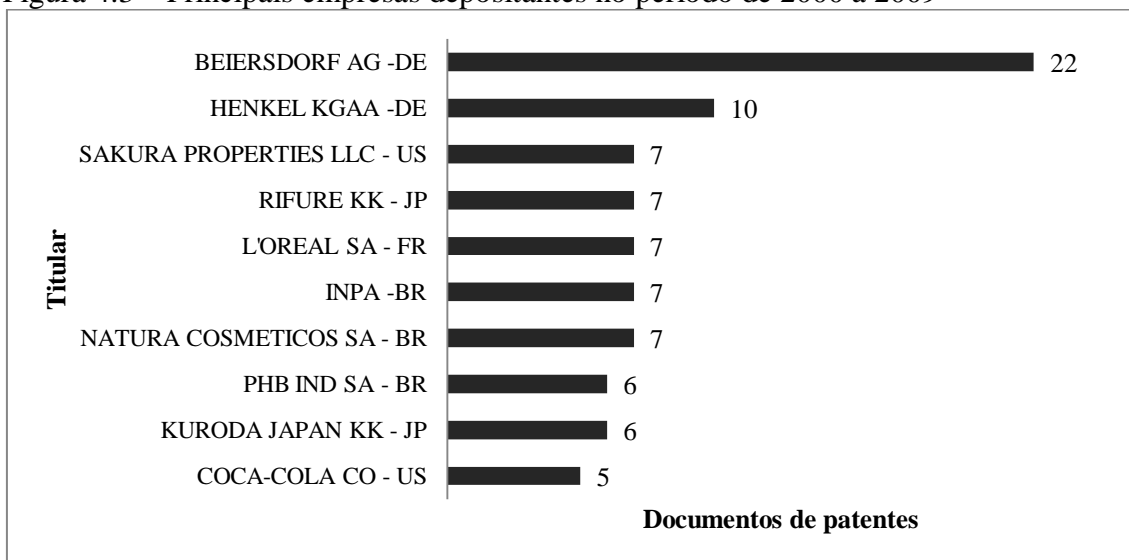 Figura 4.3 – Principais empresas depositantes no período de 2000 a 2009
BEIERSDORF AG -DE 22
HENKEL KGAA -DE 10
SAKURA PROPERTIES LLC - US 7
RIFURE KK - JP 7
L'OREAL SA - FR 7
INPA -BR 7
NATURA COSMETICOS SA - BR 7
PHB IND SA - BR 6
KURODA JAPAN KK - JP 6
COCA-COLA CO - US 5
Titular
Documentos de patentes